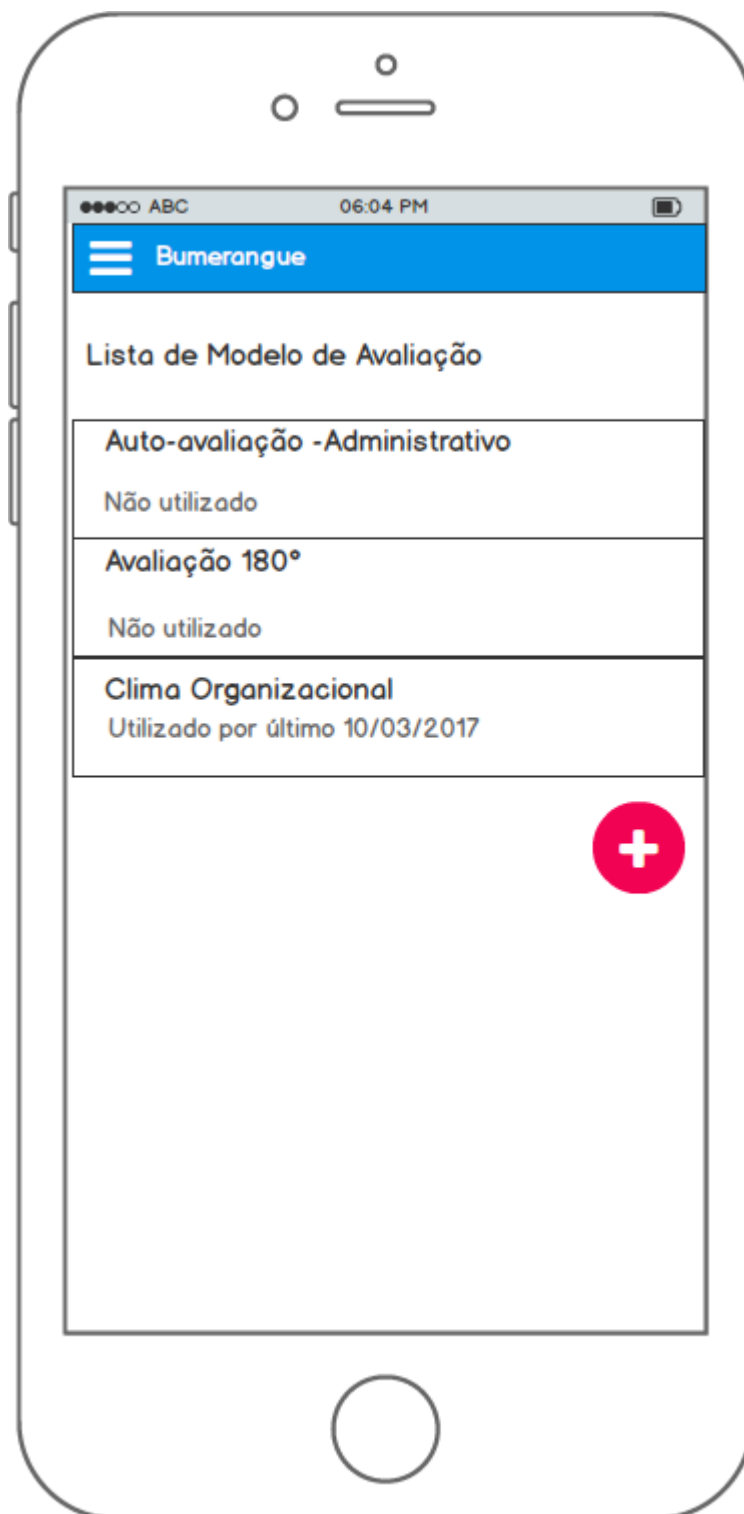 ABC 06:04 PM
Bumerangue
Lista de Modelo de Avaliação
Auto-avaliação -Administrativo
Não utilizado
Avaliação 180°
Não utilizado
Clima Organizacional
Utilizado por último 10/03/2017